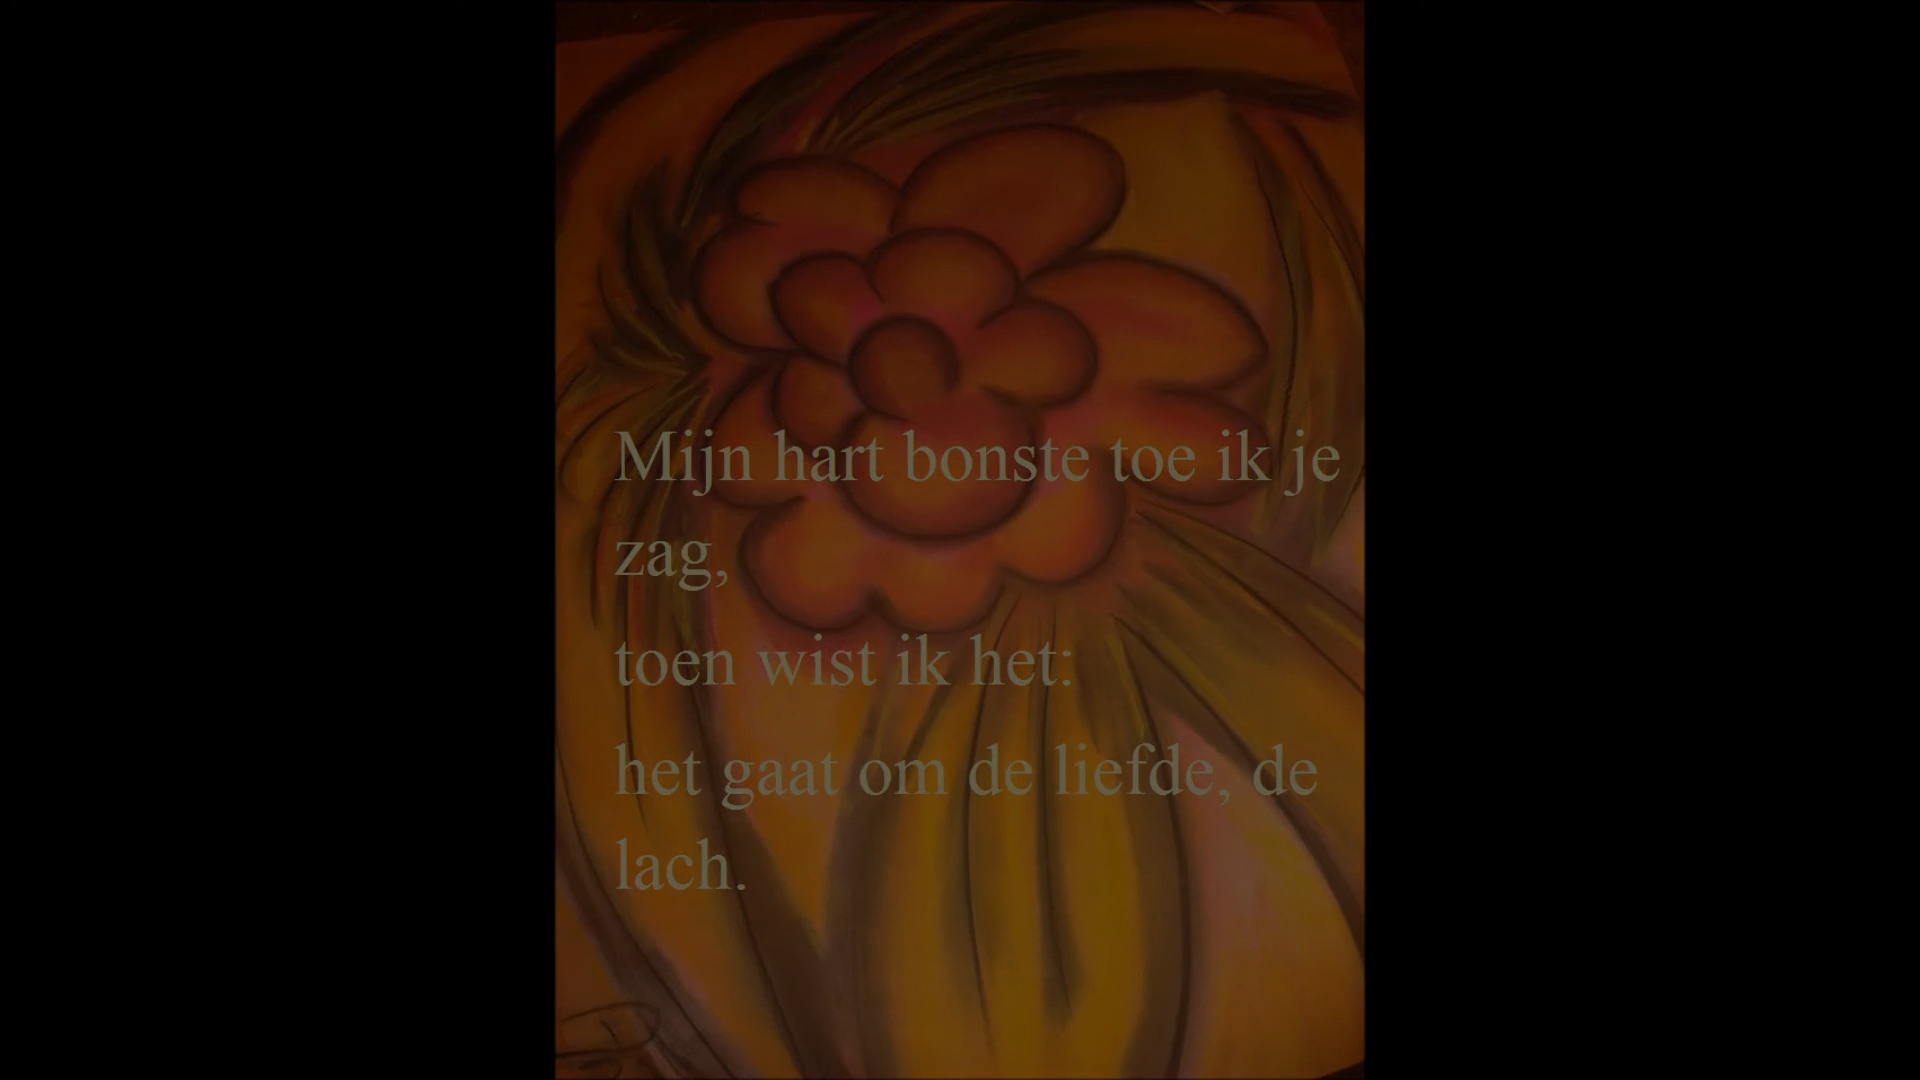 Mijn hart bonste toe ik je
zag,
toen wist ik het:
het gaat om de liefde, de
lach.